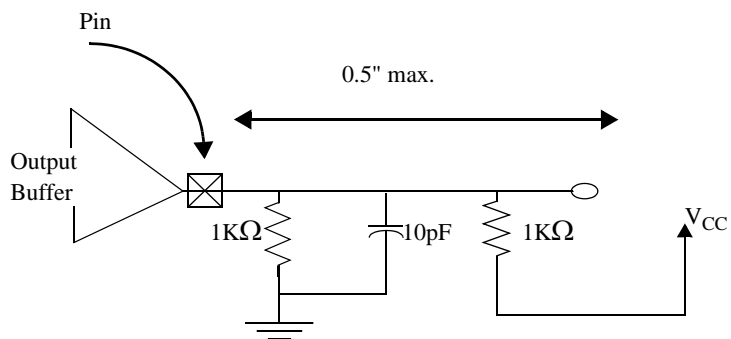 Pin
0.5" max.
Output
Buffer
1KΩ
10pF
1KΩ
VCC